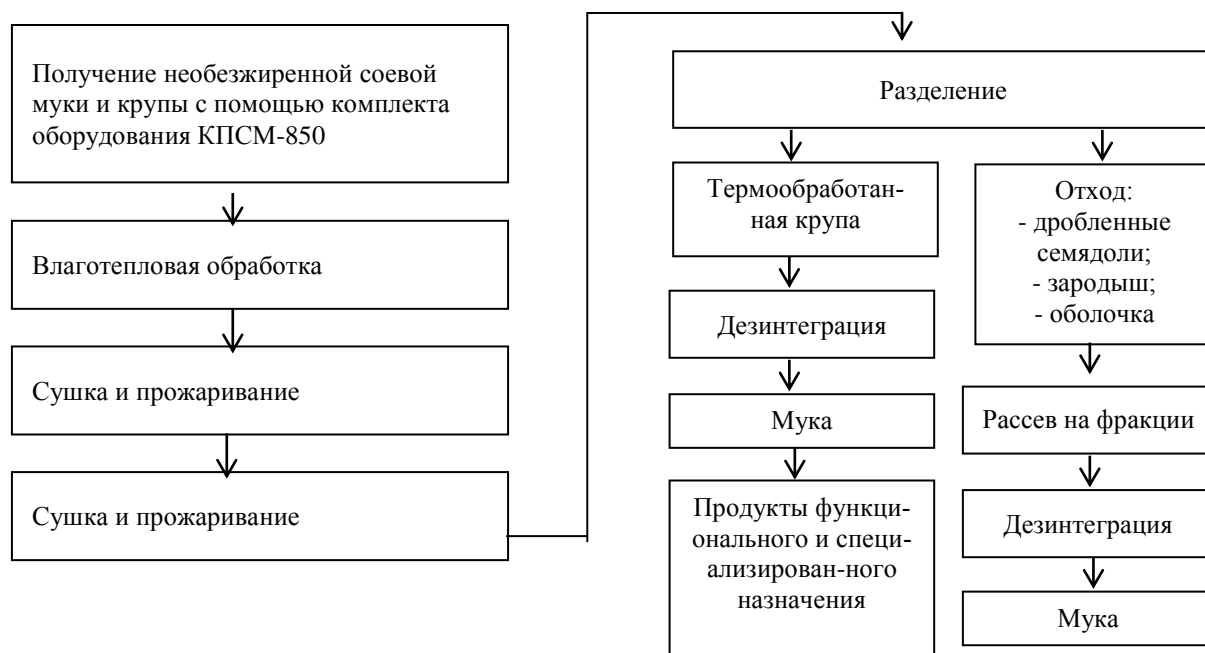 Получение необезжиренной соевой
муки и крупы с помощью комплекта
оборудования КПСМ-850
Влаготепловая обработка
Сушка и прожаривание
Сушка и прожаривание
Разделение
Термообработан-
ная крупа
Дезинтеграция
Мука
Продукты функци-
онального и специ-
ализирован-ного
назначения
Отход:
- дробленные
семядоли;
- зародыш;
- оболочка
Рассев на фракции
Дезинтеграция
Мука